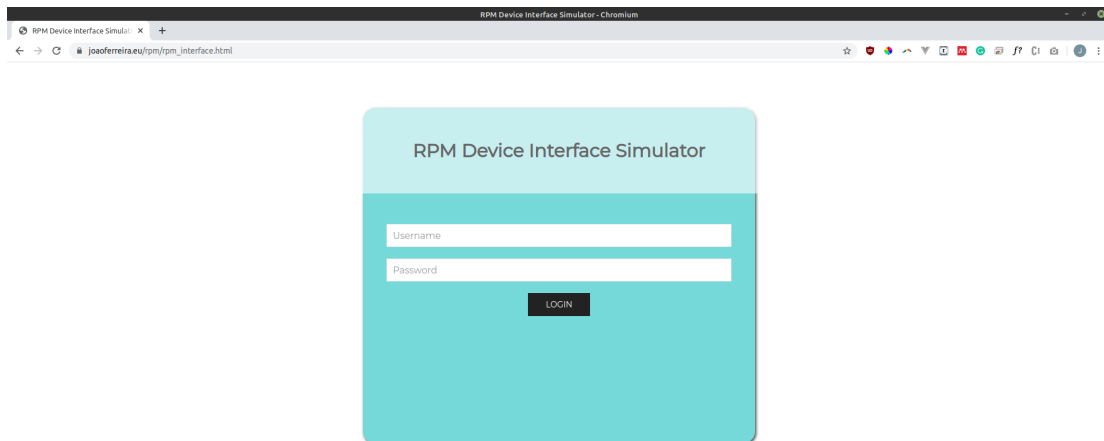 RPM Device Interface Simulator - Chromium
RPM Device Interface Simulat
joaoferreira.eu/rpm/rpm_interface.html
RPM Device Interface Simulator
Username
Password
LOGIN